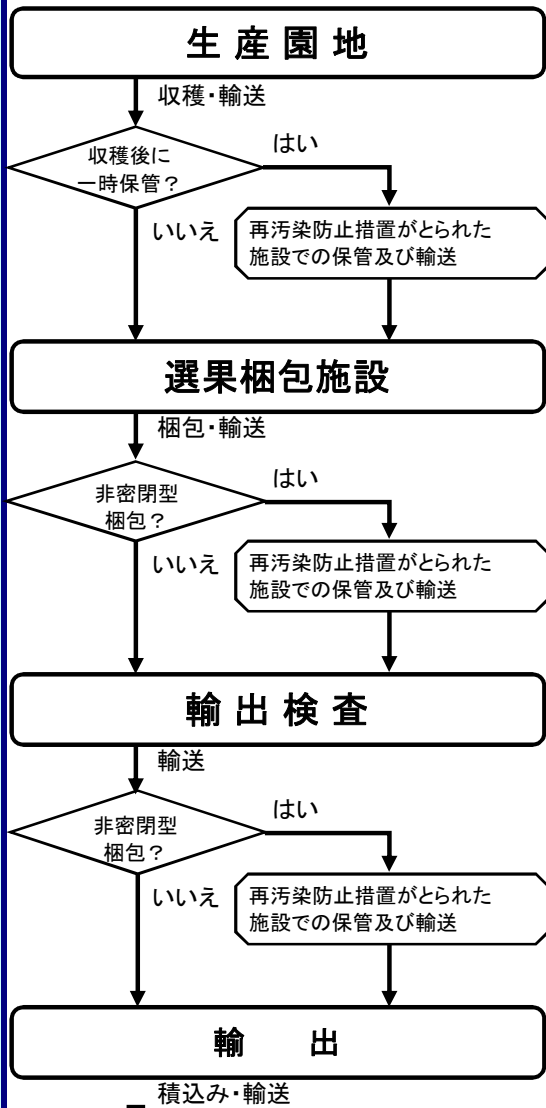 生 産 園 地
収穫・輸送
収穫後に
一時保管？
はい
いいえ
再汚染防止措置がとられた
施設での保管及び輸送
選果梱包施設
梱包・輸送
非密閉型
梱包？
はい
いいえ
再汚染防止措置がとられた
施設での保管及び輸送
輸 出 検 査
輸送
非密閉型
梱包？
はい
いいえ
再汚染防止措置がとられた
施設での保管及び輸送
輸　出
積込み・輸送